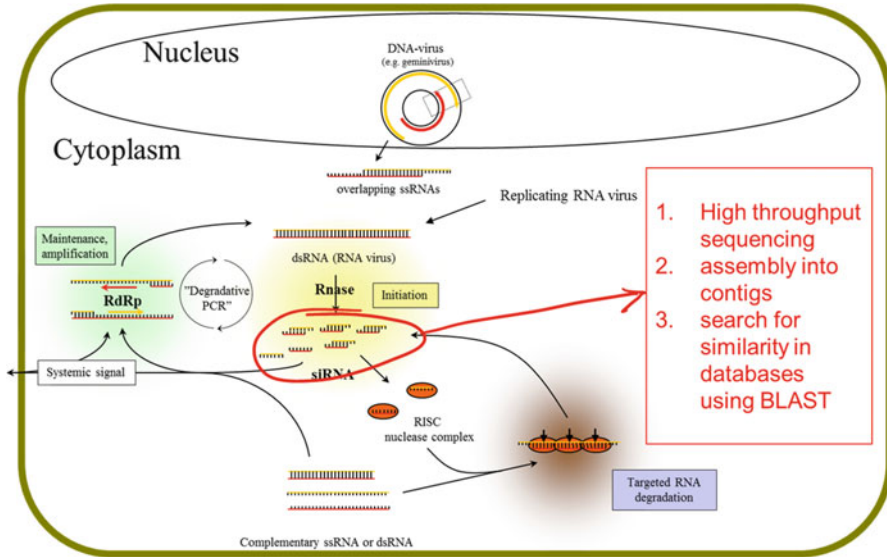 Nucleus
DNA-virus
(e.g. geminivirus)
Cytoplasm
overlapping ssRNAs
Replicating RNA virus
Maintenance,
amplification
dsRNA (RNA virus)
RdRp
"Degradative
PCR"
Rnase
Initiation
siRNA
Systemic signal
RISC
nuclease complex
Targeted RNA
degradation
Complementary ssRNA or dsRNA
1. High throughput
sequencing
2. assembly into
contigs
3. search for
similarity in
databases
using BLAST